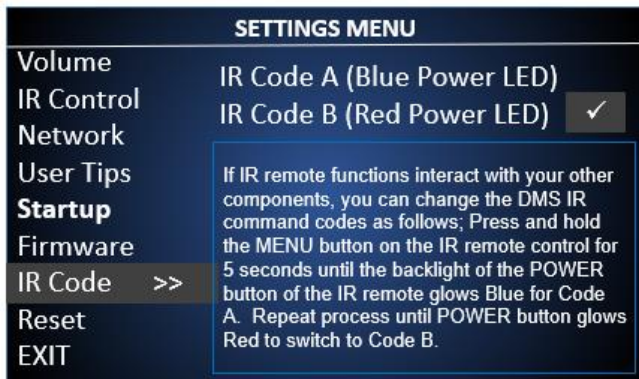 SETTINGS MENU
Volume
IR Control
Network
User Tips
Startup
Firmware
IR Code >>
Reset
EXIT
IR Code A (Blue Power LED)
IR Code B (Red Power LED) ✓
If IR remote functions interact with your other
components, you can change the DMS IR
command codes as follows; Press and hold
the MENU button on the IR remote control for
5 seconds until the backlight of the POWER
button of the IR remote glows Blue for Code
A. Repeat process until POWER button glows
Red to switch to Code B.